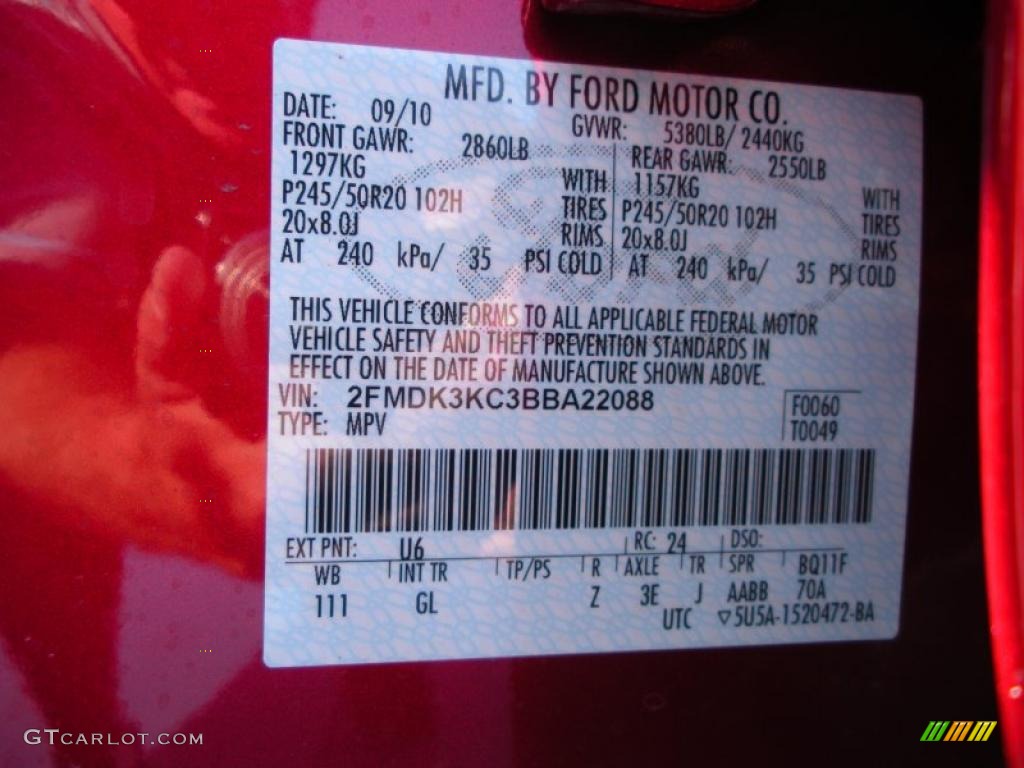 MFD. BY FORD MOTOR CO.
DATE: 09/10 GVWR: 5380LB/ 2440KG
FRONT GAWR: 2860LB REAR GAWR: 2550LB
1297KG WITH 1157KG WITH
P245/50R20 102H TIRES P245/50R20 102H TIRES
20x8.0J RIMS 20x8.0J RIMS
AT 240 kPa/ 35 PSI COLD AT 240 kPa/ 35 PSI COLD
THIS VEHICLE CONFORMS TO ALL APPLICABLE FEDERAL MOTOR
VEHICLE SAFETY AND THEFT PREVENTION STANDARDS IN
EFFECT ON THE DATE OF MANUFACTURE SHOWN ABOVE.
VIN: 2FMDK3KC3BBA22088 F0060
TYPE: MPV T0049
EXT PNT: U6 RC: 24 DSO:
WB INT TR TP/PS R AXLE TR SPR BQ11F
111 GL Z 3E J AABB 70A
UTC ▽5U5A-1520472-BA
GTCARLOT.COM